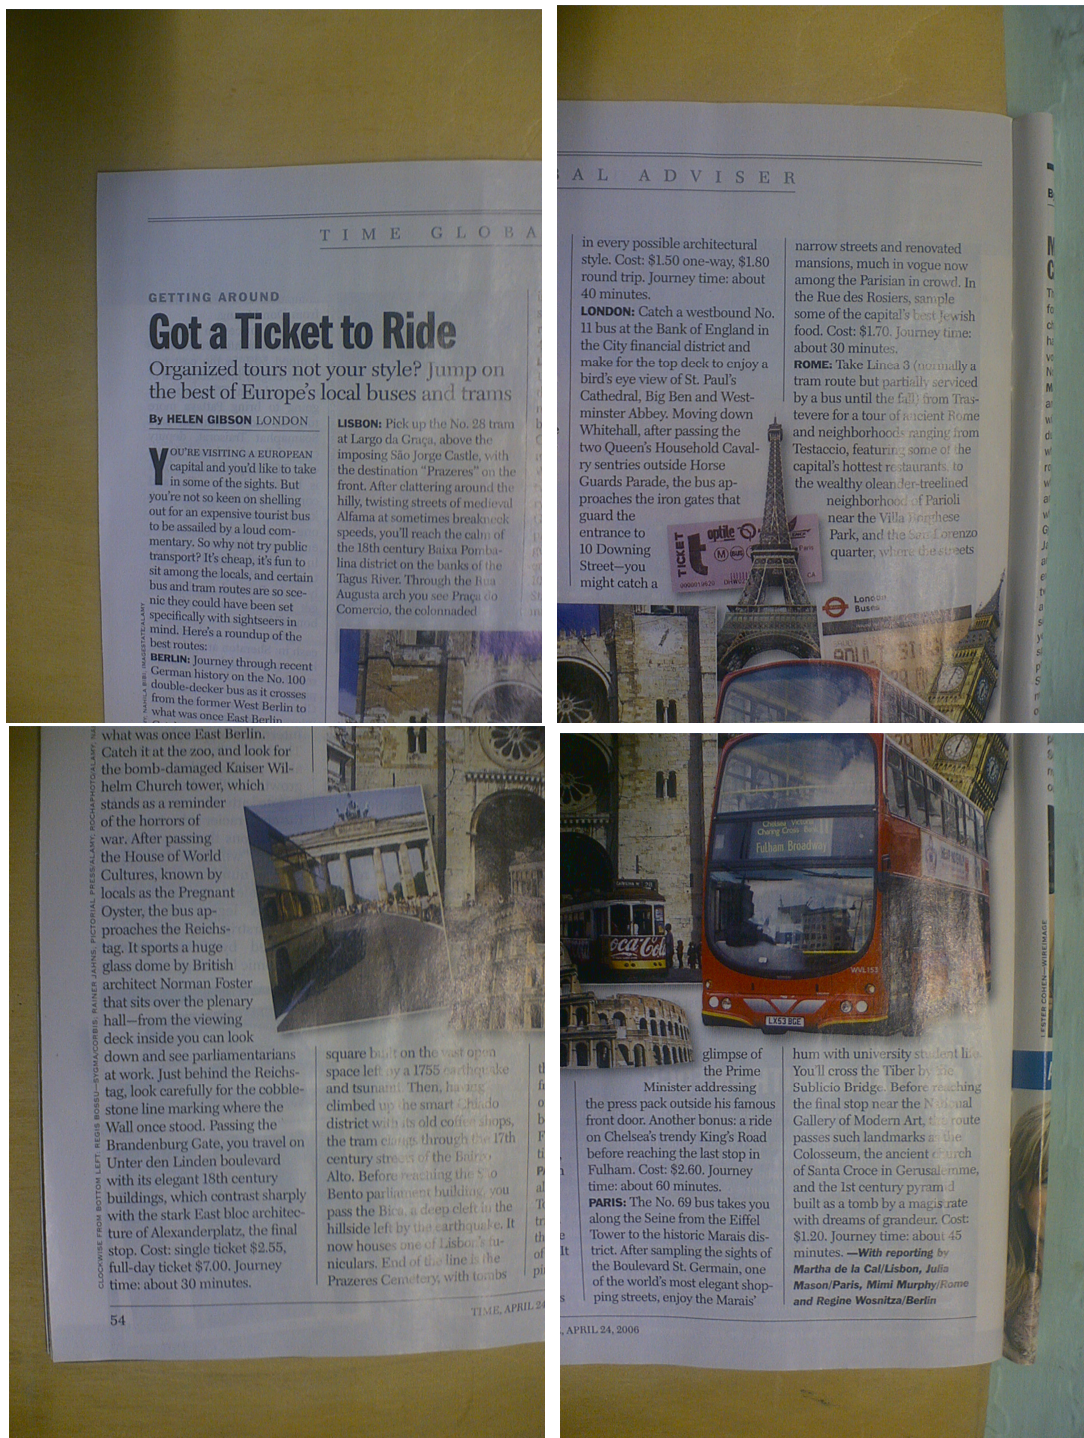 TIME GLOBA
AL ADVISER
GETTING AROUND
Got a Ticket to Ride
Organized tours not your style? Jump on
the best of Europe's local buses and trams
By HELEN GIBSON LONDON
YOU'RE VISITING A EUROPEAN
capital and you'd like to take
in some of the sights. But
you're not so keen on shelling
out for an expensive tourist bus
to be assailed by a loud com-
mentary. So why not try public
transport? It's cheap, it's fun to
sit among the locals, and certain
bus and tram routes are so sce-
nic they could have been set
specifically with sightseers in
mind. Here's a roundup of the
best routes:
BERLIN: Journey through recent
German history on the No. 100
double-decker bus as it crosses
from the former West Berlin to
what was once East Berlin
what was once East Berlin.
Catch it at the zoo, and look for
the bomb-damaged Kaiser Wil-
helm Church tower, which
stands as a reminder
of the horrors of
war. After passing
the House of World
Cultures, known by
locals as the Pregnant
Oyster, the bus ap-
proaches the Reichs-
tag. It sports a huge
glass dome by British
architect Norman Foster
that sits over the plenary
hall—from the viewing
deck inside you can look
down and see parliamentarians
at work. Just behind the Reichs-
tag, look carefully for the cobble-
stone line marking where the
Wall once stood. Passing the
Brandenburg Gate, you travel on
Unter den Linden boulevard
with its elegant 18th century
buildings, which contrast sharply
with the stark East bloc architec-
ture of Alexanderplatz, the final
stop. Cost: single ticket $2.55,
full-day ticket $7.00. Journey
time: about 30 minutes.
LISBON: Pick up the No. 28 tram
at Largo da Graça, above the
imposing São Jorge Castle, with
the destination "Prazeres" on the
front. After clattering around the
hilly, twisting streets of medieval
Alfama at sometimes breakneck
speeds, you'll reach the calm of
the 18th century Baixa Pomba-
lina district on the banks of the
Tagus River. Through the Rua
Augusta arch you see Praça do
Comercio, the colonnaded
square built on the vast open
space left by a 1755 earthquake
and tsunami. Then, having
climbed up the smart Chiado
district with its old coffee shops,
the tram clangs through the 17th
century streets of the Bairro
Alto. Before reaching the São
Bento parliament building, you
pass the Bica, a deep cleft in the
hillside left by the earthquake. It
now houses one of Lisbon's fu-
niculars. End of the line is the
Prazeres Cemetery, with tombs
in every possible architectural
style. Cost: $1.50 one-way, $1.80
round trip. Journey time: about
40 minutes.
LONDON: Catch a westbound No.
11 bus at the Bank of England in
the City financial district and
make for the top deck to enjoy a
bird's eye view of St. Paul's
Cathedral, Big Ben and West-
minster Abbey. Moving down
Whitehall, after passing the
two Queen's Household Caval-
ry sentries outside Horse
Guards Parade, the bus ap-
proaches the iron gates that
guard the
entrance to
10 Downing
Street—you
might catch a
glimpse of
the Prime
Minister addressing
the press pack outside his famous
front door. Another bonus: a ride
on Chelsea's trendy King's Road
before reaching the last stop in
Fulham. Cost: $2.60. Journey
time: about 60 minutes.
PARIS: The No. 69 bus takes you
along the Seine from the Eiffel
Tower to the historic Marais dis-
trict. After sampling the sights of
the Boulevard St. Germain, one
of the world's most elegant shop-
ping streets, enjoy the Marais'
narrow streets and renovated
mansions, much in vogue now
among the Parisian in crowd. In
the Rue des Rosiers, sample
some of the capital's best Jewish
food. Cost: $1.70. Journey time:
about 30 minutes.
ROME: Take Linea 3 (normally a
tram route but partially serviced
by a bus until the fall) from Tras-
tevere for a tour of ancient Rome
and neighborhoods ranging from
Testaccio, featuring some of the
capital's hottest restaurants, to
the wealthy oleander-treelined
neighborhood of Parioli
near the Villa Borghese
Park, and the San Lorenzo
quarter, where the streets
hum with university student life.
You'll cross the Tiber by the
Sublicio Bridge. Before reaching
the final stop near the National
Gallery of Modern Art, the route
passes such landmarks as the
Colosseum, the ancient church
of Santa Croce in Gerusalemme,
and the 1st century pyramid
built as a tomb by a magistrate
with dreams of grandeur. Cost:
$1.20. Journey time: about 45
minutes. —With reporting by
Martha de la Cal/Lisbon, Julia
Mason/Paris, Mimi Murphy/Rome
and Regine Wosnitza/Berlin
TICKET
t
optile
M
BUS
London
Buses
Charing Cross
Fulham Broadway
WVL153
LX53 BGE
28
Coca-Cola
CLOCKWISE FROM BOTTOM LEFT: REGIS BOSSU—SYGMA/CORBIS; RAINER JAHNS; PICTORIAL PRESS/ALAMY; ROCHAPHOTO/ALAMY;
LESTER COHEN—WIREIMAGE
54
TIME, APRIL 24
, APRIL 24, 2006